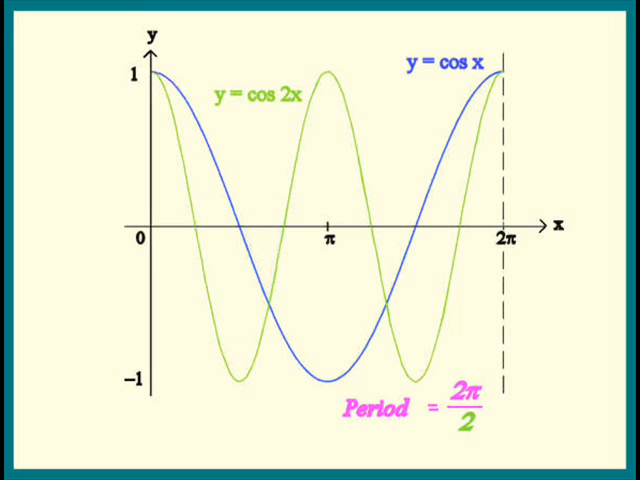 y
1
y = cos x
y = cos 2x
x
0
π
2π
−1
Period = 2π
2